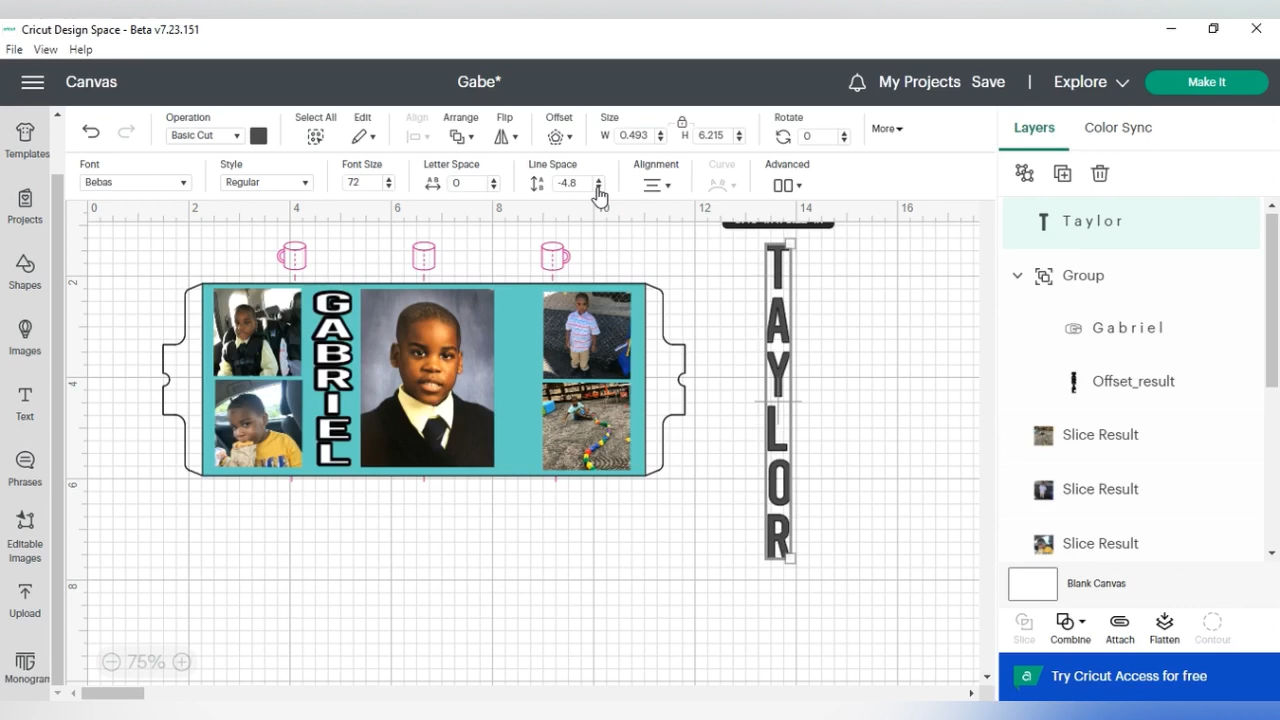 Cricut Design Space - Beta v7.23.151
File View Help
Canvas
Gabe*
My Projects Save | Explore
Make It
Operation
Basic Cut
Select All
Edit
Align
Arrange
Flip
Offset
Size
W 0.493
H 6.215
Rotate
0
More
Font
Bebas
Style
Regular
Font Size
72
Letter Space
0
Line Space
-4.8
Alignment
Curve
Advanced
Templates
Projects
Shapes
Images
Text
Phrases
Editable
Images
Upload
Monogram
0 2 4 6 8 10 12 14 16
2
4
6
8
GABRIEL
TAYLOR
75%
Layers
Color Sync
Taylor
Group
Gabriel
Offset_result
Slice Result
Slice Result
Slice Result
Blank Canvas
Slice
Combine
Attach
Flatten
Contour
a Try Cricut Access for free